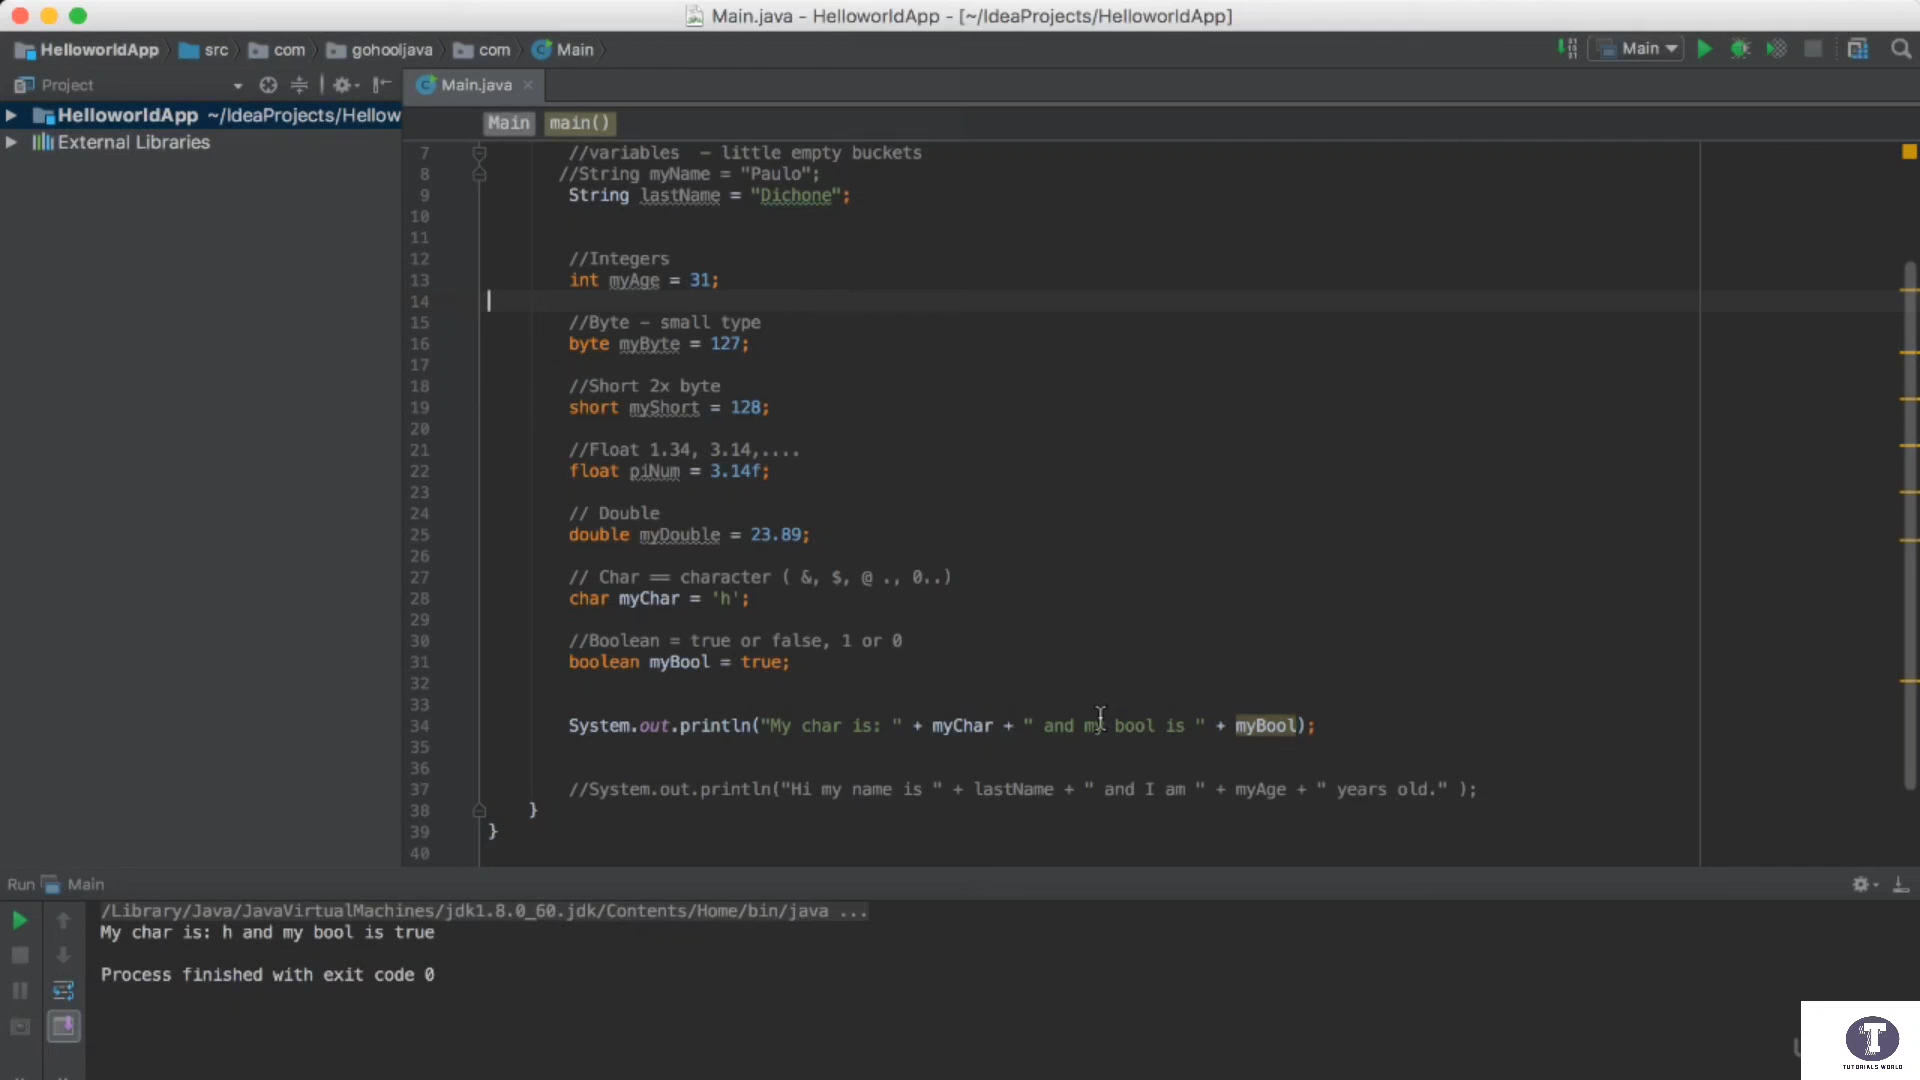 Main.java - HelloworldApp - [~/IdeaProjects/HelloworldApp]
HelloworldApp src com gohooljava com Main
Main
Project
Main.java
HelloworldApp ~/IdeaProjects/Hellow
External Libraries
Main main()
7 //variables - little empty buckets
8 //String myName = "Paulo";
9 String lastName = "Dichone";
10
11
12 //Integers
13 int myAge = 31;
14
15 //Byte - small type
16 byte myByte = 127;
17
18 //Short 2x byte
19 short myShort = 128;
20
21 //Float 1.34, 3.14,....
22 float piNum = 3.14f;
23
24 // Double
25 double myDouble = 23.89;
26
27 // Char == character ( &, $, @ ., 0..)
28 char myChar = 'h';
29
30 //Boolean = true or false, 1 or 0
31 boolean myBool = true;
32
33
34 System.out.println("My char is: " + myChar + " and my bool is " + myBool);
35
36
37 //System.out.println("Hi my name is " + lastName + " and I am " + myAge + " years old." );
38 }
39 }
40
Run Main
/Library/Java/JavaVirtualMachines/jdk1.8.0_60.jdk/Contents/Home/bin/java ...
My char is: h and my bool is true
Process finished with exit code 0
T
TUTORIALS WORLD